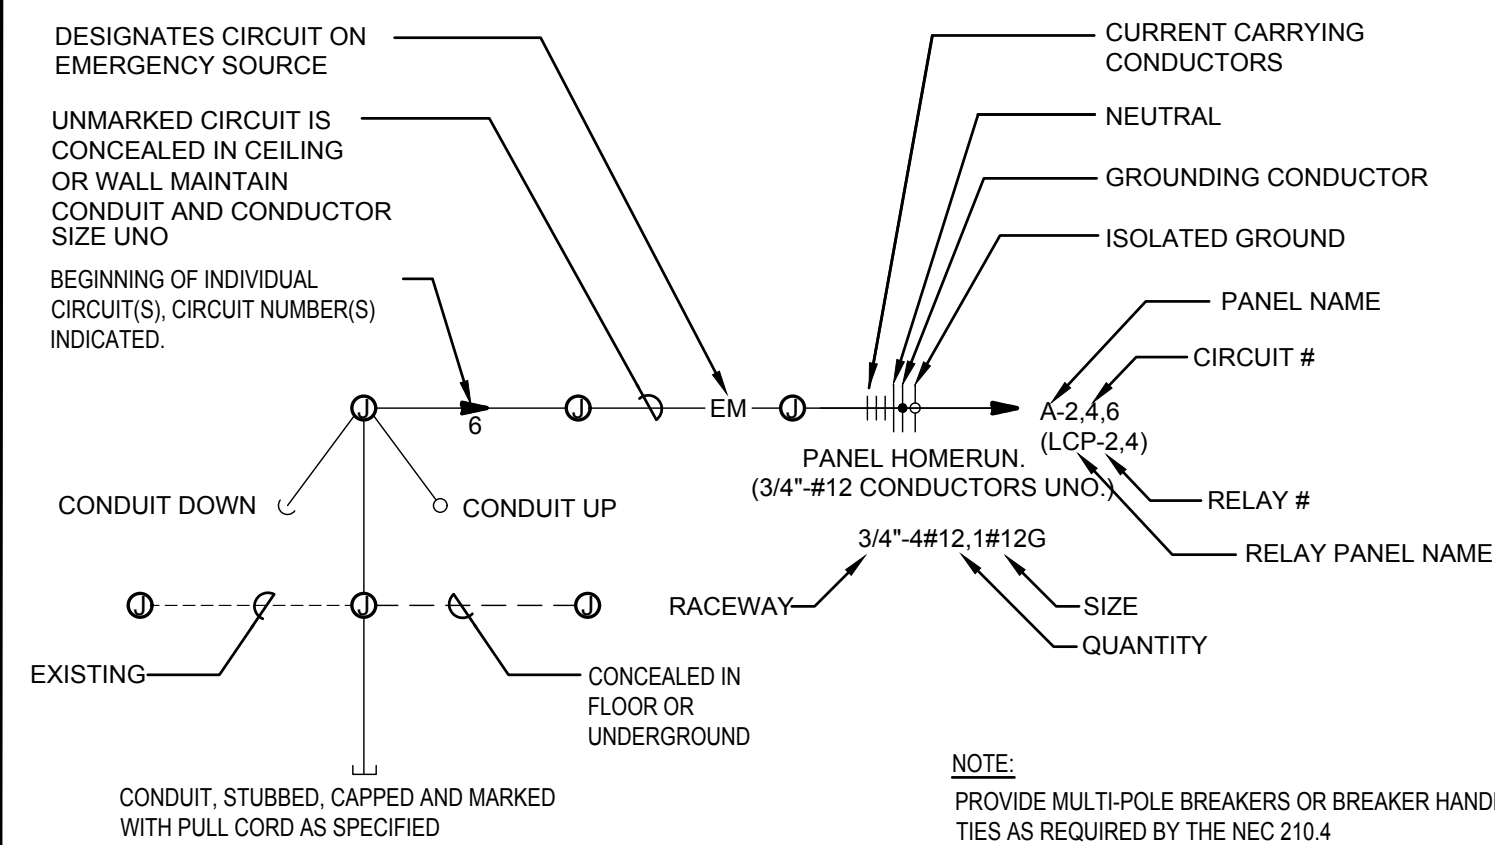 DESIGNATES CIRCUIT ON
EMERGENCY SOURCE
UNMARKED CIRCUIT IS
CONCEALED IN CEILING
OR WALL MAINTAIN
CONDUIT AND CONDUCTOR
SIZE UNO
BEGINNING OF INDIVIDUAL
CIRCUIT(S), CIRCUIT NUMBER(S)
INDICATED.
CURRENT CARRYING
CONDUCTORS
NEUTRAL
GROUNDING CONDUCTOR
ISOLATED GROUND
PANEL NAME
CIRCUIT #
J
6
J
EM
J
A-2,4,6
(LCP-2,4)
PANEL HOMERUN.
(3/4"-#12 CONDUCTORS UNO.)
RELAY #
RELAY PANEL NAME
CONDUIT DOWN
CONDUIT UP
3/4"-4#12,1#12G
RACEWAY
SIZE
QUANTITY
J
J
J
EXISTING
CONCEALED IN
FLOOR OR
UNDERGROUND
CONDUIT, STUBBED, CAPPED AND MARKED
WITH PULL CORD AS SPECIFIED
NOTE:
PROVIDE MULTI-POLE BREAKERS OR BREAKER
TIES AS REQUIRED BY THE NEC 210.4